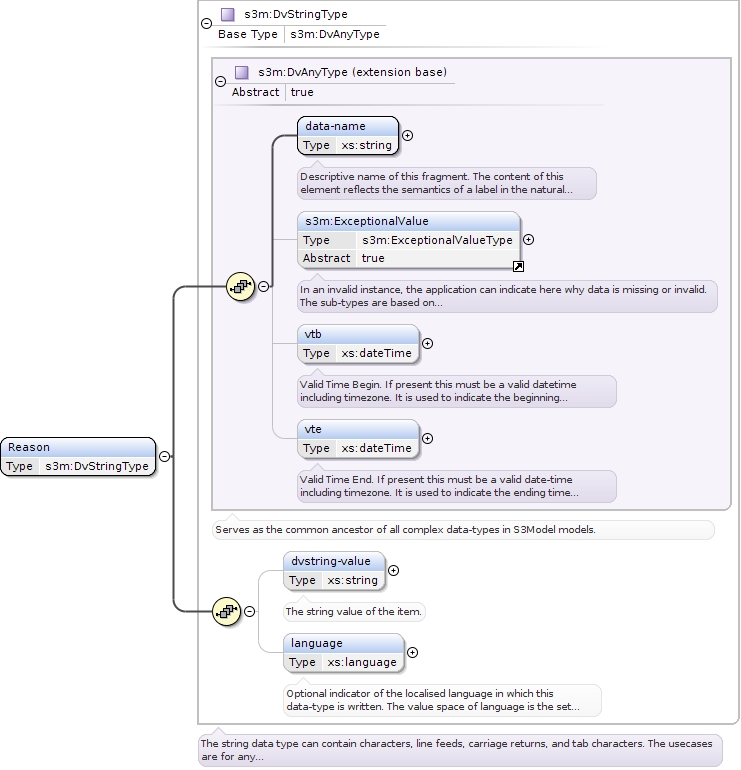 s3m:DvStringType
Base Type s3m:DvAnyType
s3m:DvAnyType (extension base)
Abstract true
data-name
Type xs:string
Descriptive name of this fragment. The content of this
element reflects the semantics of a label in the natural...
s3m:ExceptionalValue
Type s3m:ExceptionalValueType
Abstract true
In an invalid instance, the application can indicate here why data is missing or invalid.
The sub-types are based on...
vtb
Type xs:dateTime
Valid Time Begin. If present this must be a valid datetime
including timezone. It is used to indicate the beginning...
vte
Type xs:dateTime
Valid Time End. If present this must be a valid date-time
including timezone. It is used to indicate the ending time...
Reason
Type s3m:DvStringType
Serves as the common ancestor of all complex data-types in S3Model models.
dvstring-value
Type xs:string
The string value of the item.
language
Type xs:language
Optional indicator of the localised language in which this
data-type is written. The value space of language is the set...
The string data type can contain characters, line feeds, carriage returns, and tab characters. The usecases
are for any...